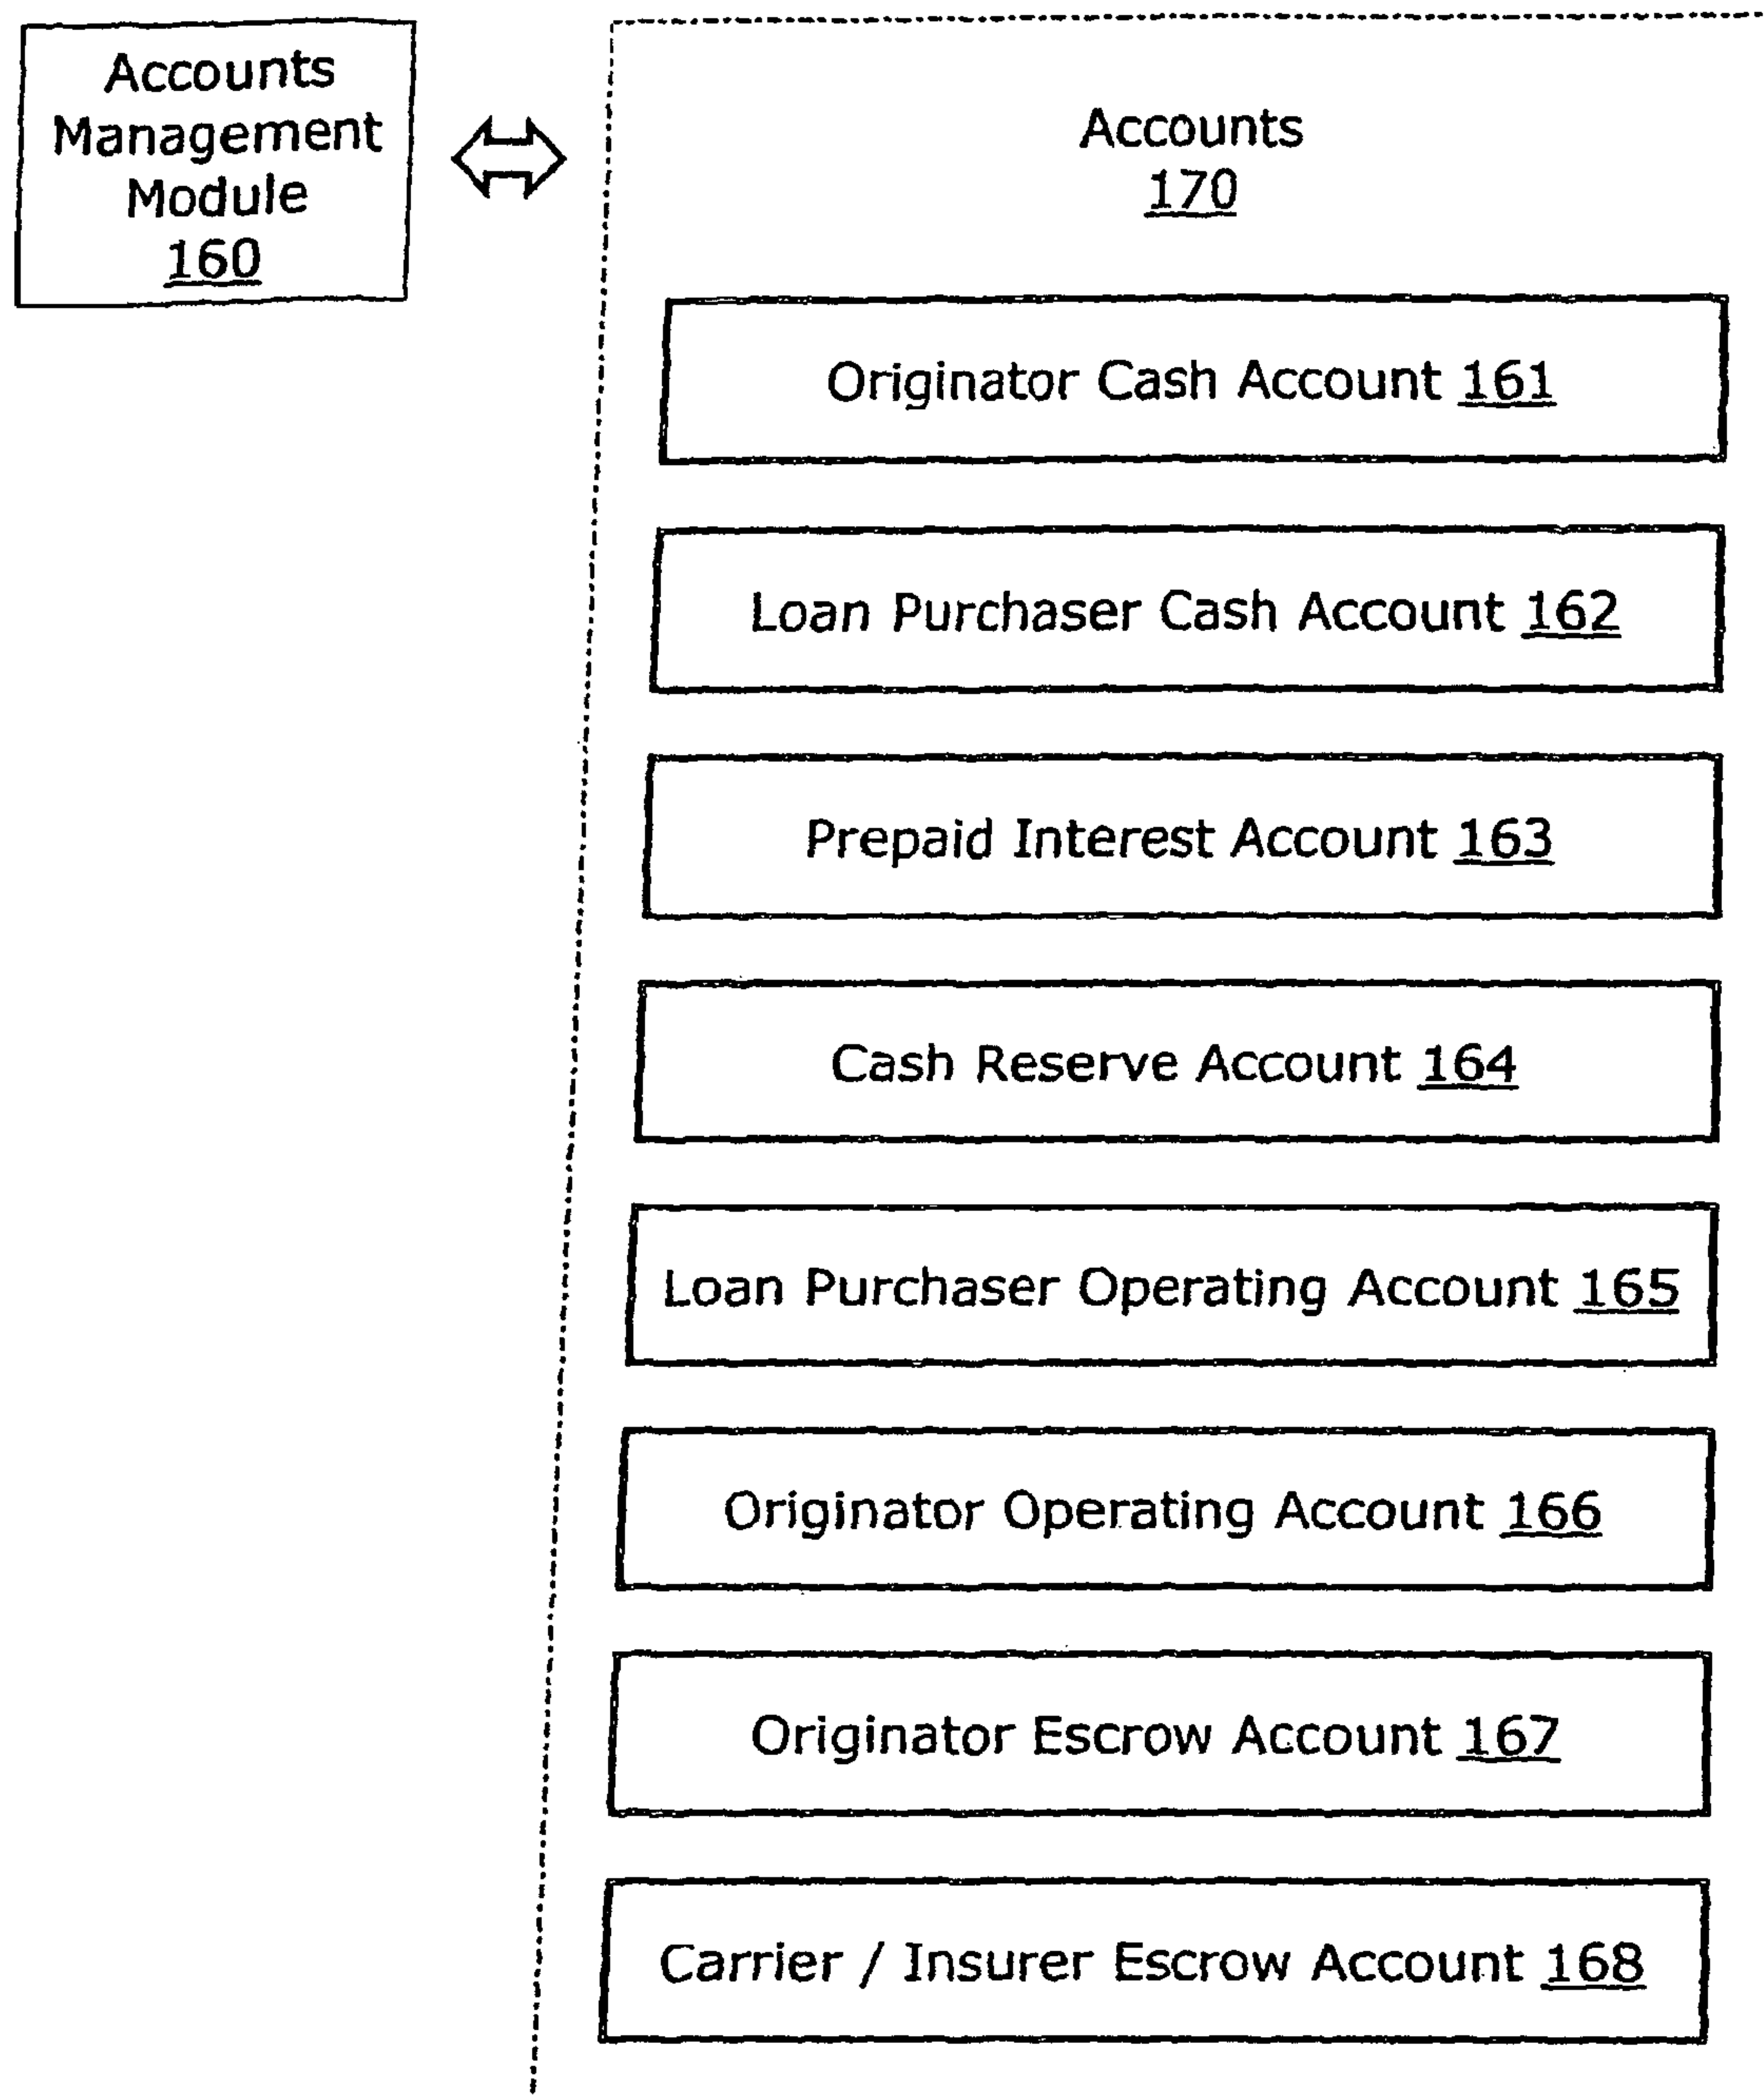 Accounts
Management
Module
160
Accounts
170
Originator Cash Account 161
Loan Purchaser Cash Account 162
Prepaid Interest Account 163
Cash Reserve Account 164
Loan Purchaser Operating Account 165
Originator Operating Account 166
Originator Escrow Account 167
Carrier / Insurer Escrow Account 168